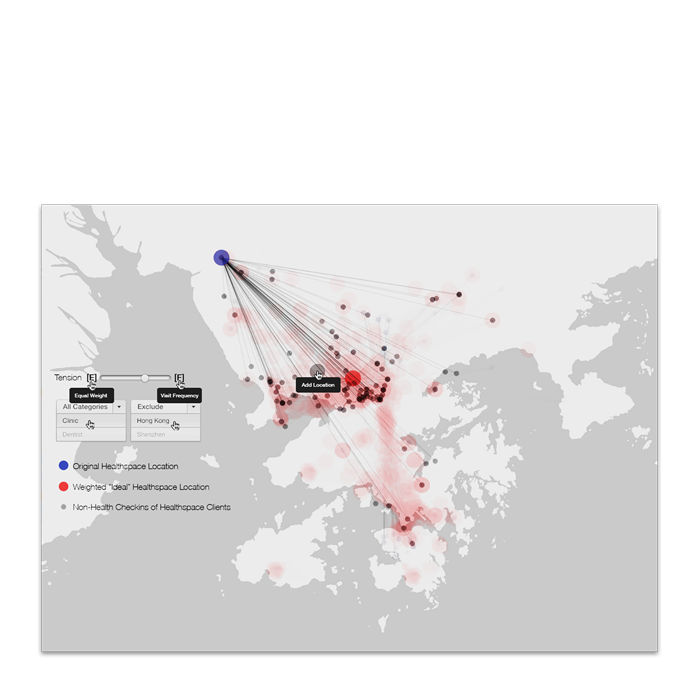 Add Location
Tension [E] [F]
Equal Weight Visit Frequency
All Categories Exclude
Clinic Hong Kong
Dentist Shenzhen
Original Healthspace Location
Weighted "Ideal" Healthspace Location
Non-Health Checkins of Healthspace Clients